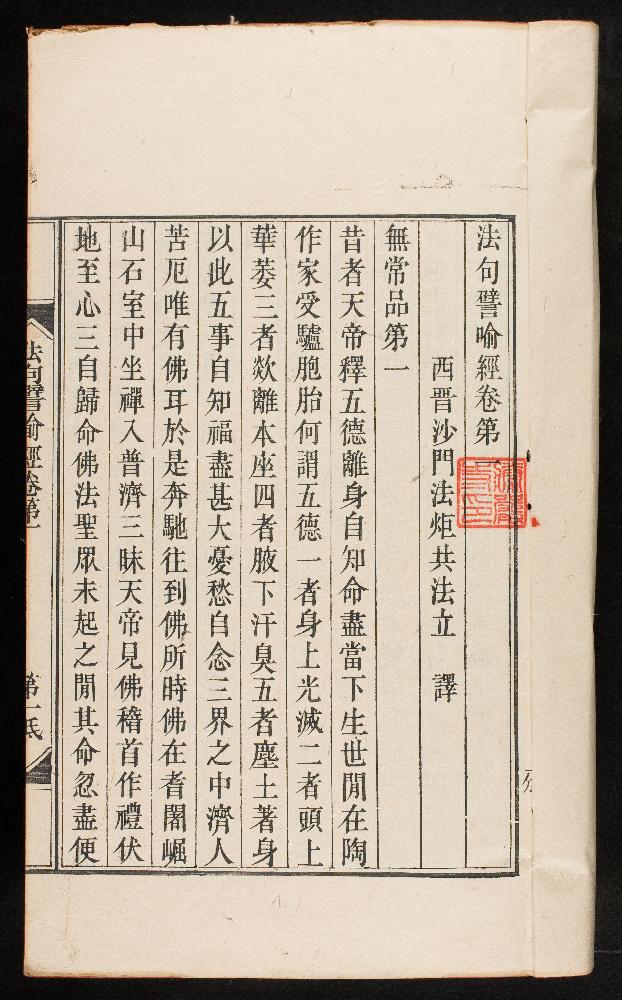 法句譬喻經卷第一
西晋沙門法炬共法立 譯
無常品第一
昔者天帝釋五德離身自知命盡當下生世閒在陶
作家受驢胞胎何謂五德一者身上光滅二者頭上
華萎三者欻離本座四者腋下汗臭五者塵土著身
以此五事自知福盡甚大憂愁自念三界之中濟人
苦厄唯有佛耳於是奔馳往到佛所時佛在耆闍崛
山石室中坐禪入普濟三昧天帝見佛稽首作禮伏
地至心三自歸命佛法聖眾未起之閒其命忽盡便
法句譬喻經卷第一
第一紙